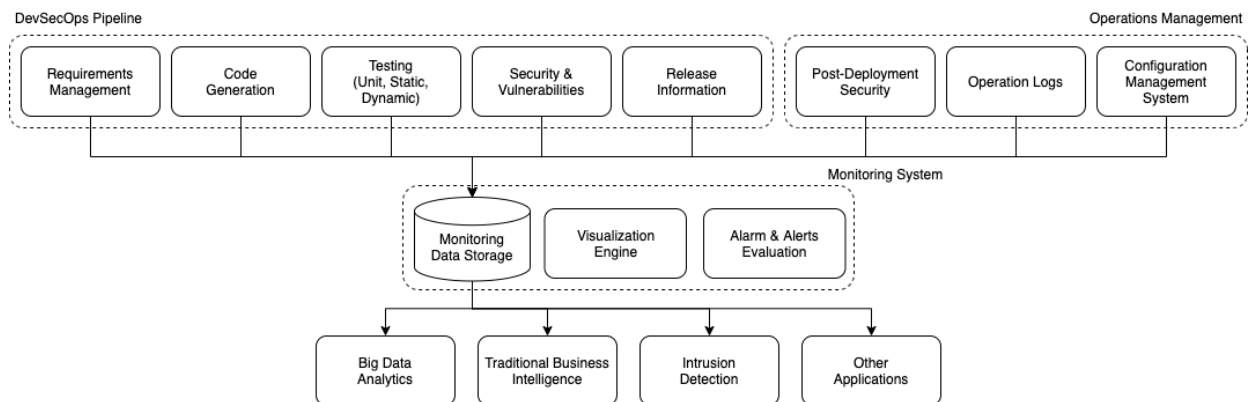 DevSecOps Pipeline
Operations Management
Requirements
Management
Code
Generation
Testing
(Unit, Static,
Dynamic)
Security &
Vulnerabilities
Release
Information
Post-Deployment
Security
Operation Logs
Configuration
Management
System
Monitoring System
Monitoring
Data Storage
Visualization
Engine
Alarm & Alerts
Evaluation
Big Data
Analytics
Traditional Business
Intelligence
Intrusion
Detection
Other
Applications